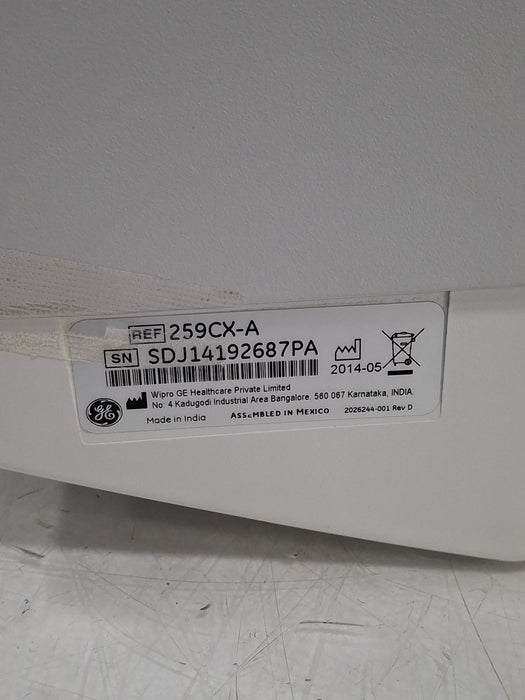 REF 259CX-A
SN SDJ14192687PA
2014-05
Wipro GE Healthcare Private Limited
No: 4 Kadugodi Industrial Area Bangalore. 560 067 Karnataka, INDIA.
GE
Made in India ASSEMBLED IN MEXICO 2026244-001 Rev D